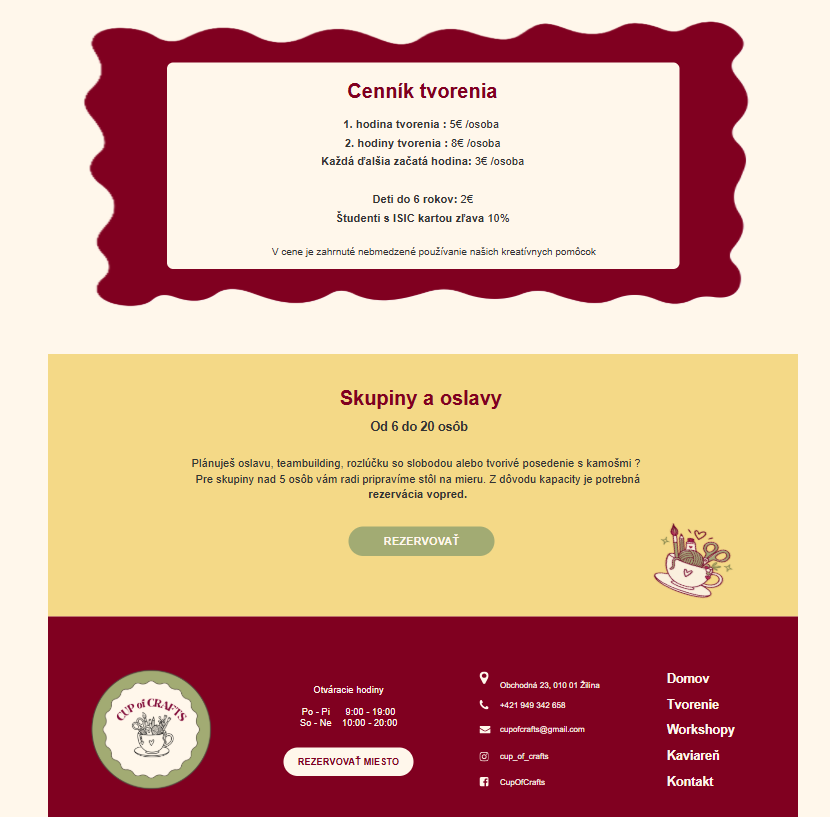 Cenník tvorenia
1. hodina tvorenia : 5€ /osoba
2. hodiny tvorenia : 8€ /osoba
Každá ďalšia začatá hodina: 3€ /osoba
Deti do 6 rokov: 2€
Študenti s ISIC kartou zľava 10%
V cene je zahrnuté nebmedzené používanie našich kreatívnych pomôcok
Skupiny a oslavy
Od 6 do 20 osôb
Plánuješ oslavu, teambuilding, rozlúčku so slobodou alebo tvorivé posedenie s kamošmi ?
Pre skupiny nad 5 osôb vám radi pripravíme stôl na mieru. Z dôvodu kapacity je potrebná
rezervácia vopred.
REZERVOVAŤ
CUP of CRAFTS
Otváracie hodiny
Po - Pi 9:00 - 19:00
So - Ne 10:00 - 20:00
REZERVOVAŤ MIESTO
Obchodná 23, 010 01 Žilina
+421 949 342 658
cupofcrafts@gmail.com
cup_of_crafts
CupOfCrafts
Domov
Tvorenie
Workshopy
Kaviareň
Kontakt